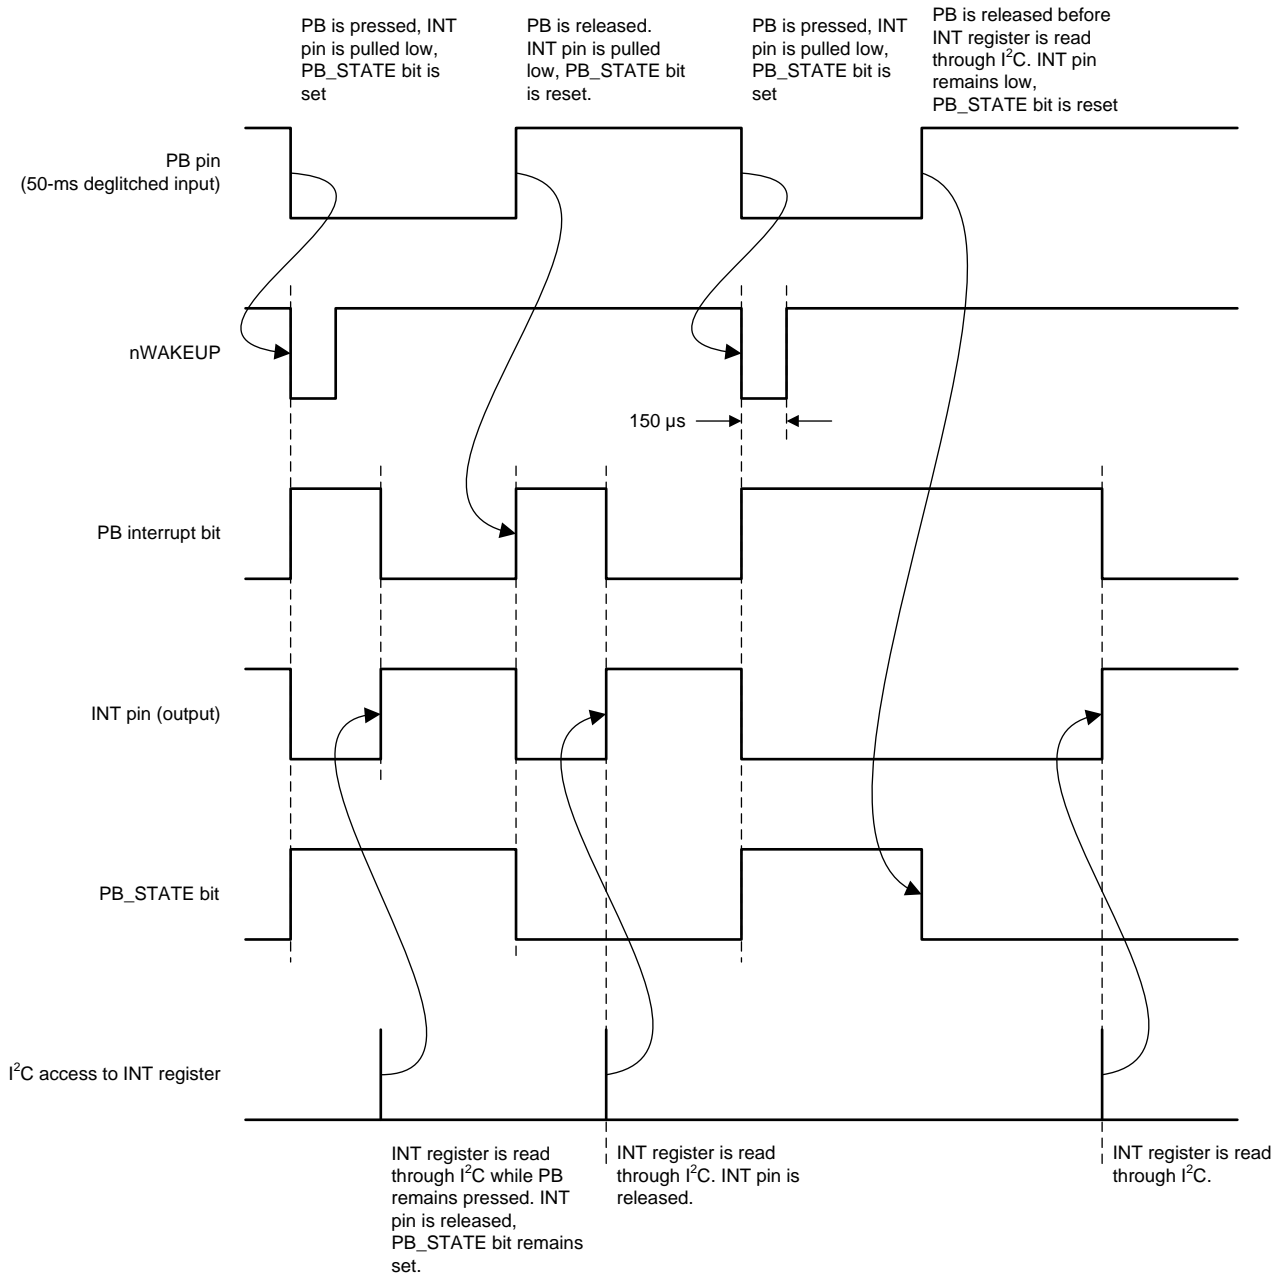 PB is pressed, INT
pin is pulled low,
PB_STATE bit is
set
PB is released.
INT pin is pulled
low, PB_STATE bit
is reset.
PB is pressed, INT
pin is pulled low,
PB_STATE bit is
set
PB is released before
INT register is read
through I²C. INT pin
remains low,
PB_STATE bit is reset
PB pin
(50-ms deglitched input)
nWAKEUP
150 µs
PB interrupt bit
INT pin (output)
PB_STATE bit
I²C access to INT register
INT register is read
through I²C while PB
remains pressed. INT
pin is released,
PB_STATE bit remains
set.
INT register is read
through I²C. INT pin is
released.
INT register is read
through I²C.